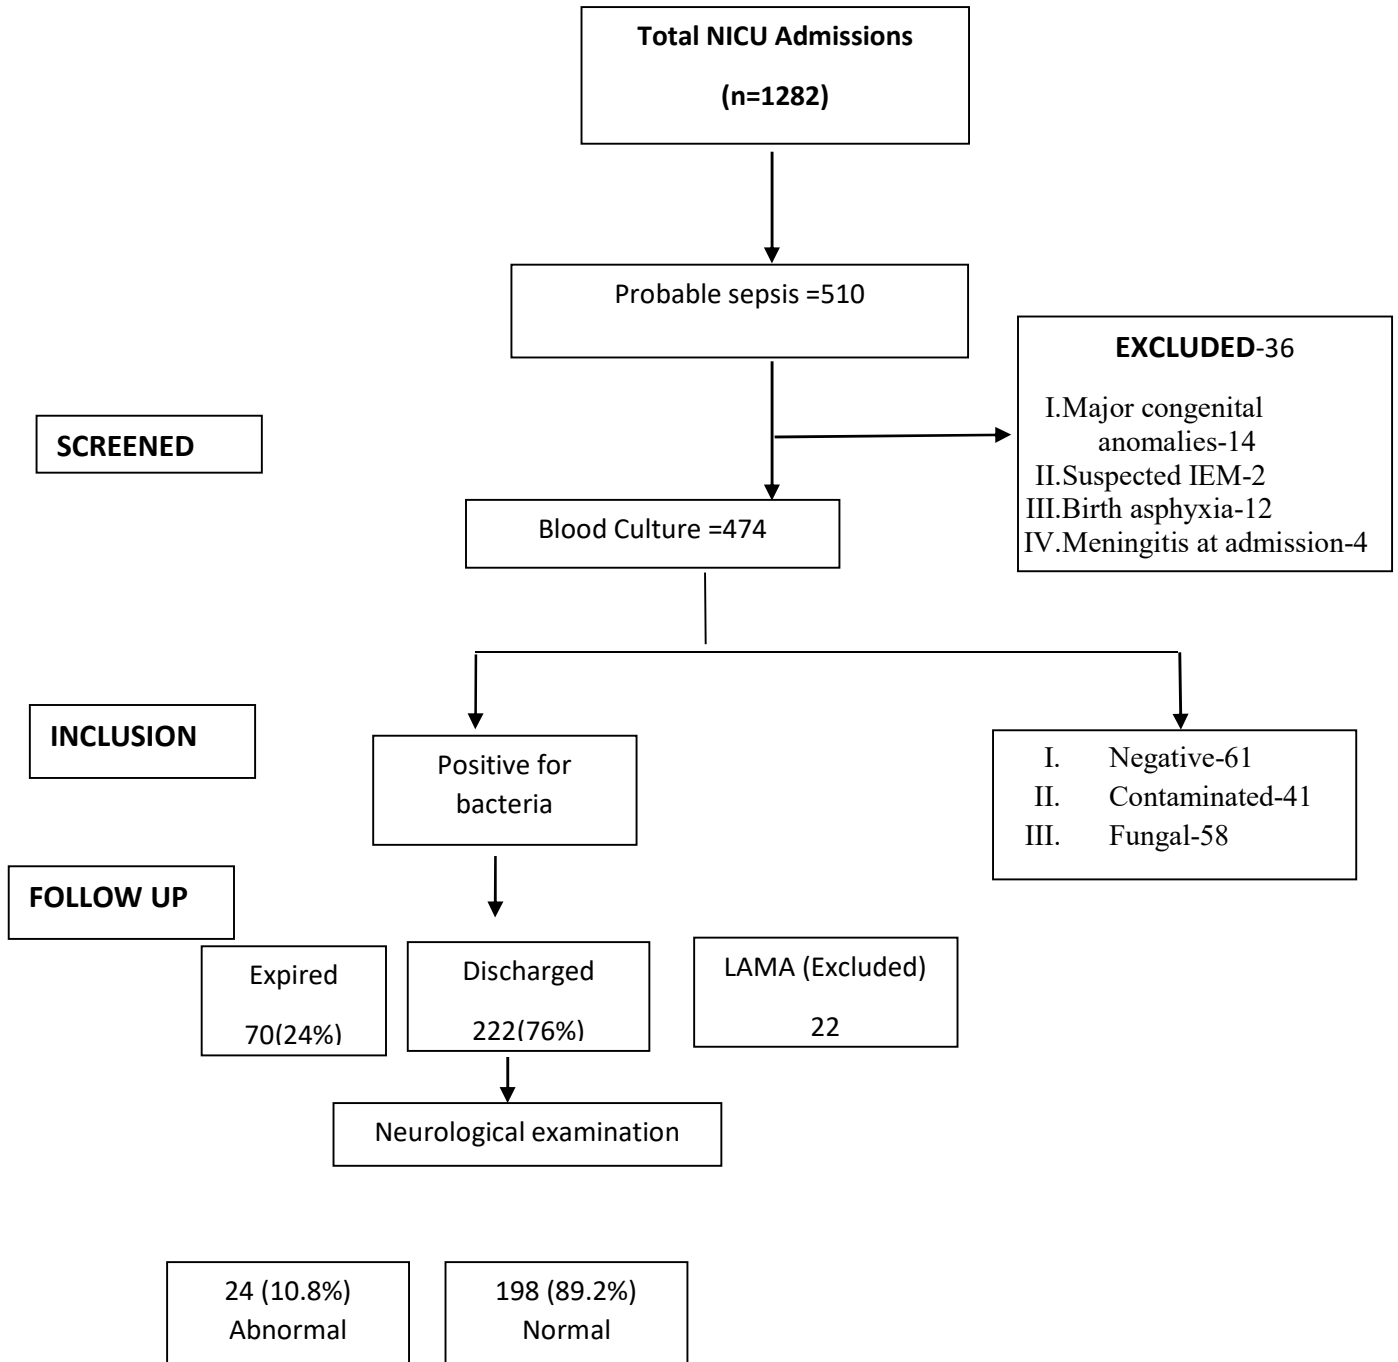 Total NICU Admissions
(n=1282)
Probable sepsis =510
EXCLUDED-36
I.Major congenital
anomalies-14
II.Suspected IEM-2
III.Birth asphyxia-12
IV.Meningitis at admission-4
SCREENED
Blood Culture =474
INCLUSION
Positive for
bacteria
I. Negative-61
II. Contaminated-41
III. Fungal-58
FOLLOW UP
Expired
70(24%)
Discharged
222(76%)
LAMA (Excluded)
22
Neurological examination
24 (10.8%)
Abnormal
198 (89.2%)
Normal